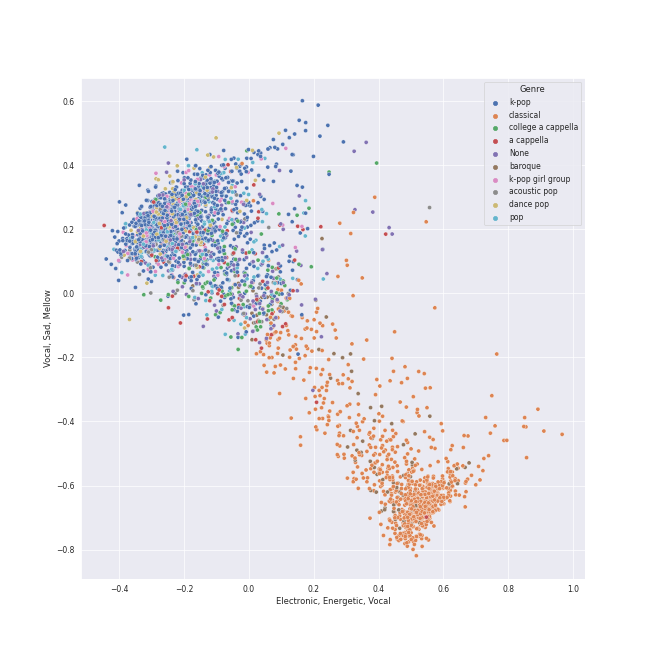 Genre
k-pop
classical
college a cappella
a cappella
None
baroque
k-pop girl group
acoustic pop
dance pop
pop
0.6
0.4
0.2
0.0
−0.2
−0.4
−0.6
−0.8
Vocal, Sad, Mellow
−0.4 −0.2 0.0 0.2 0.4 0.6 0.8 1.0
Electronic, Energetic, Vocal